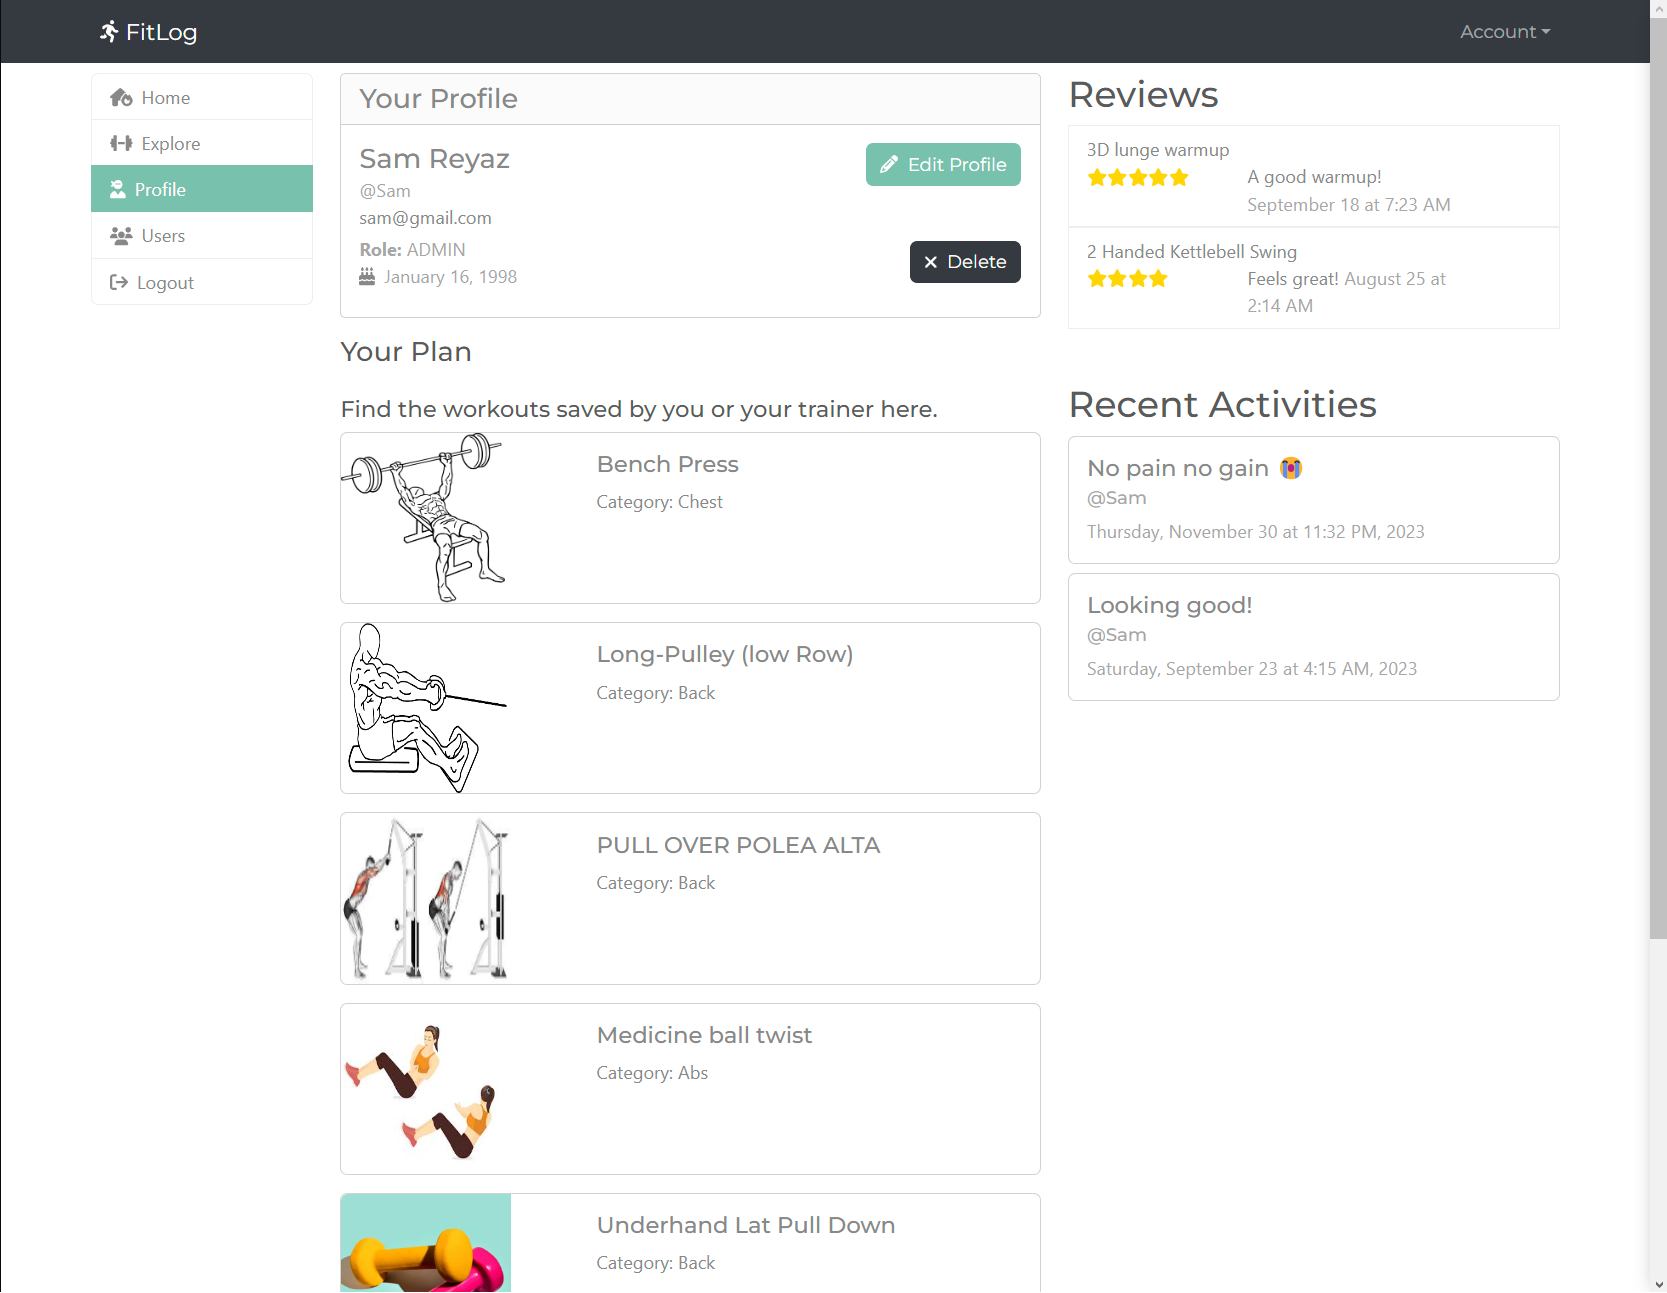 FitLog
Account
Home
Explore
Profile
Users
Logout
Your Profile
Sam Reyaz
@Sam
sam@gmail.com
Role: ADMIN
January 16, 1998
Edit Profile
Delete
Your Plan
Find the workouts saved by you or your trainer here.
Bench Press
Category: Chest
Long-Pulley (low Row)
Category: Back
PULL OVER POLEA ALTA
Category: Back
Medicine ball twist
Category: Abs
Underhand Lat Pull Down
Category: Back
Reviews
3D lunge warmup
A good warmup!
September 18 at 7:23 AM
2 Handed Kettlebell Swing
Feels great! August 25 at
2:14 AM
Recent Activities
No pain no gain 😭
@Sam
Thursday, November 30 at 11:32 PM, 2023
Looking good!
@Sam
Saturday, September 23 at 4:15 AM, 2023